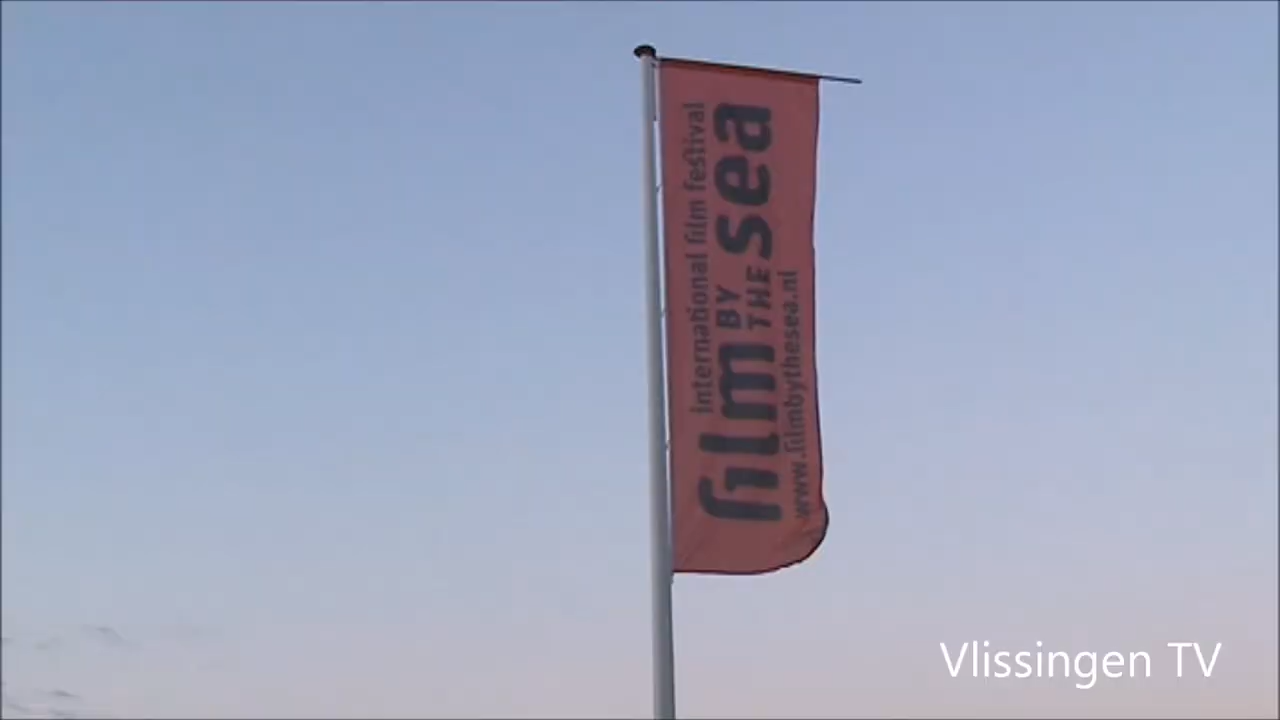 international film festival
film BY THE sea
www.filmbythesea.nl
Vlissingen TV